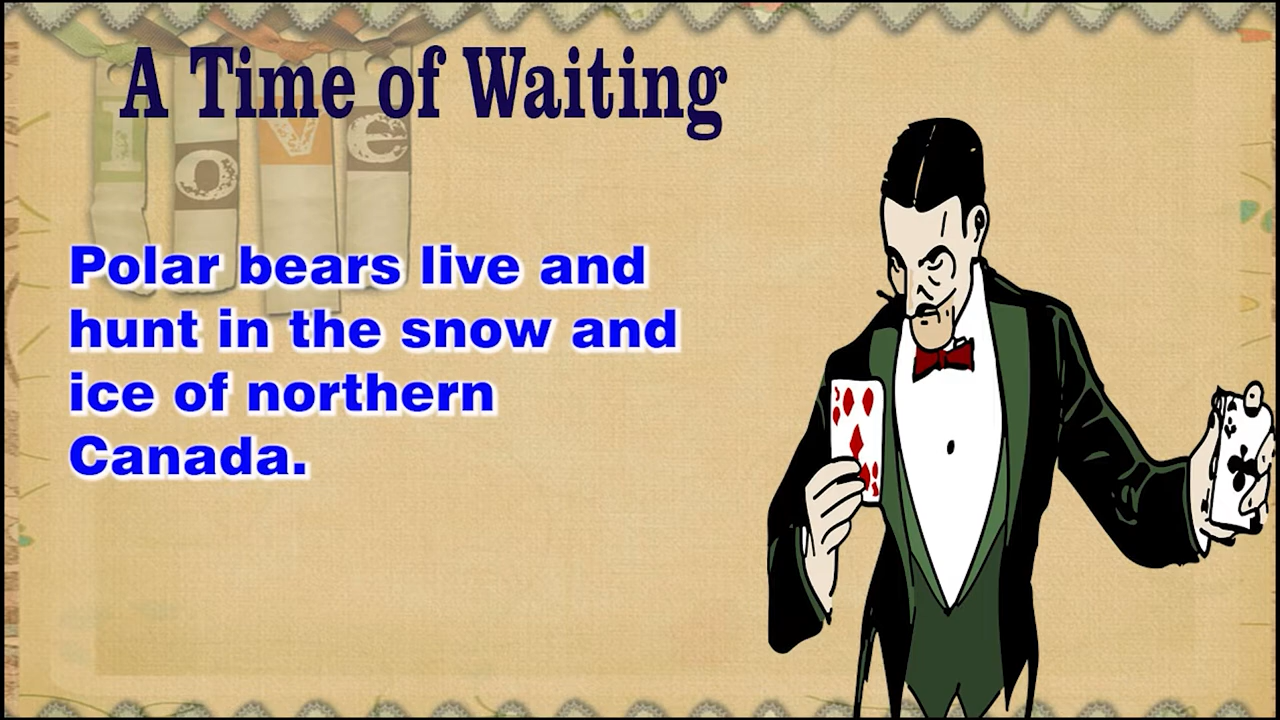 A Time of Waiting
love
Polar bears live and
hunt in the snow and
ice of northern
Canada.